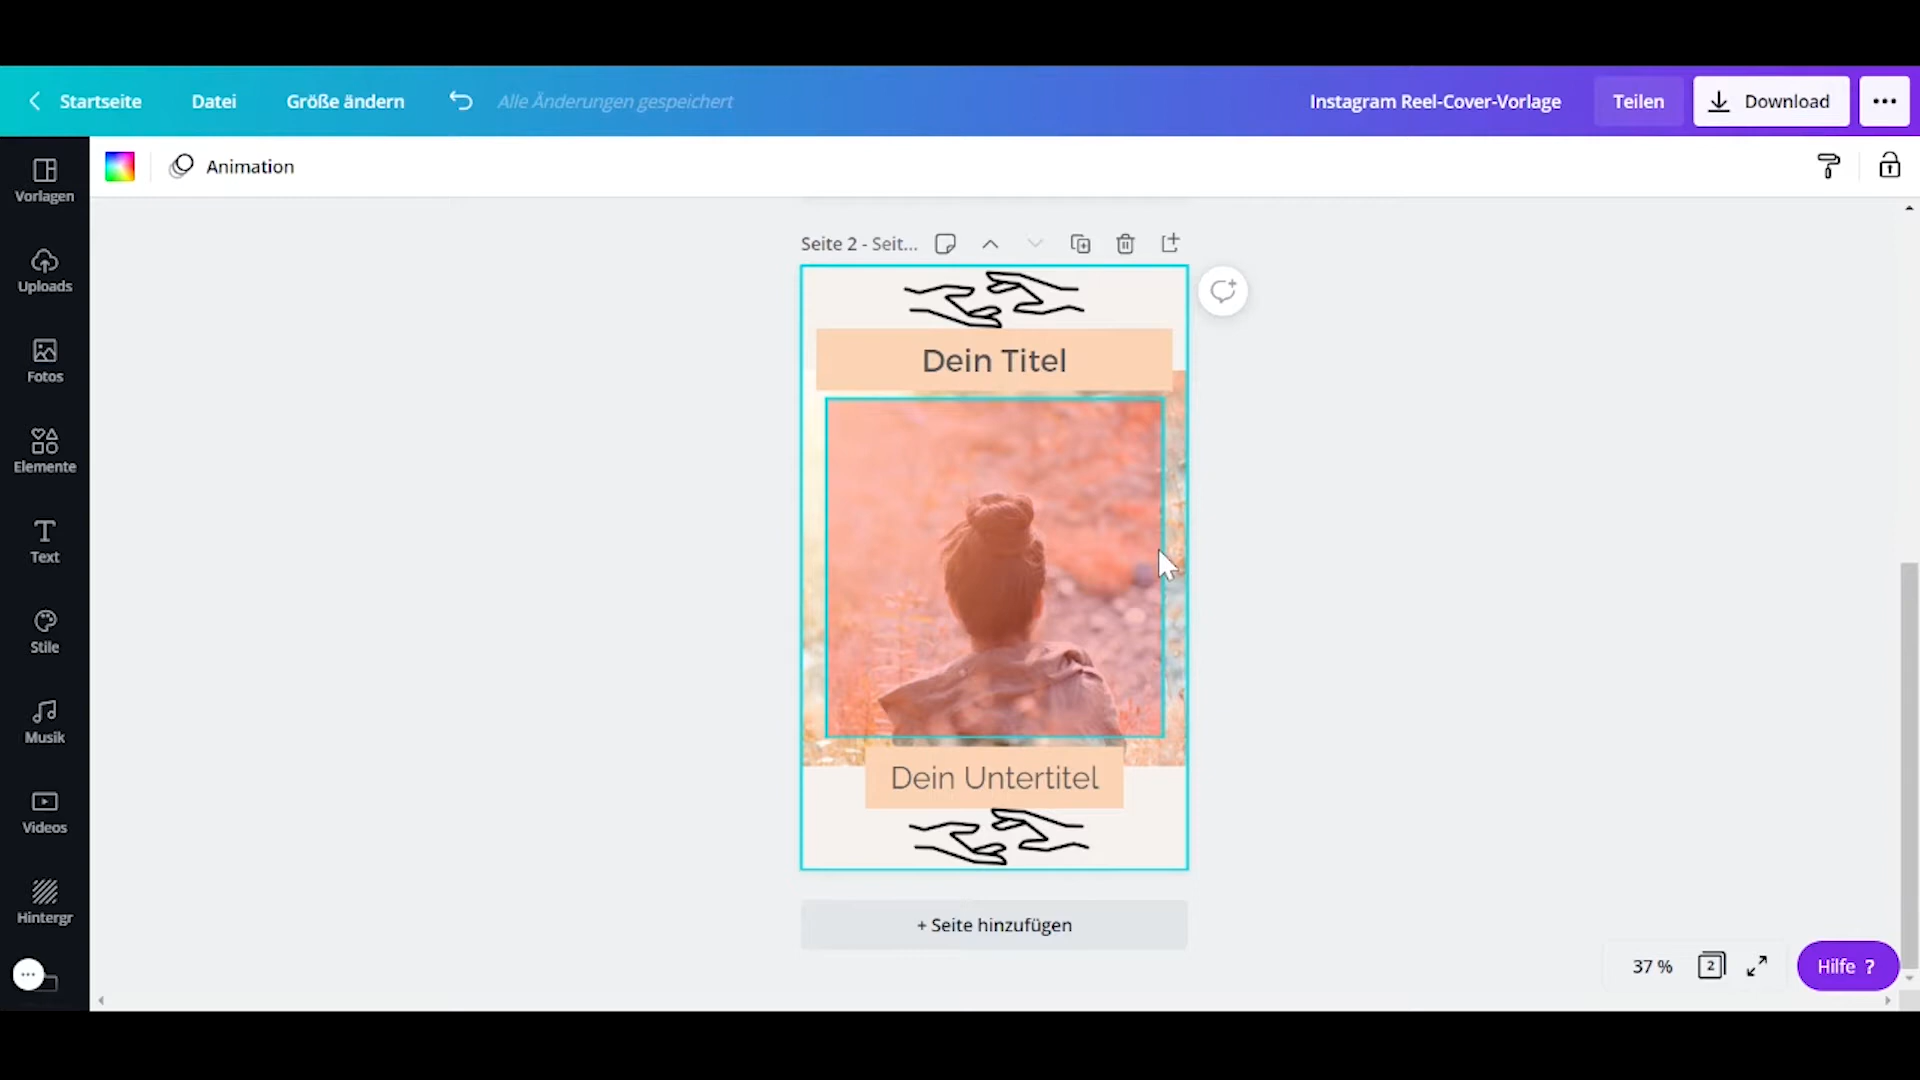 Startseite Datei Größe ändern Alle Änderungen gespeichert Instagram Reel-Cover-Vorlage Teilen Download
Animation
Vorlagen
Uploads
Fotos
Elemente
Text
Stile
Musik
Videos
Hintergr
Seite 2 - Seit...
Dein Titel
Dein Untertitel
+ Seite hinzufügen
37 % 2 Hilfe ?